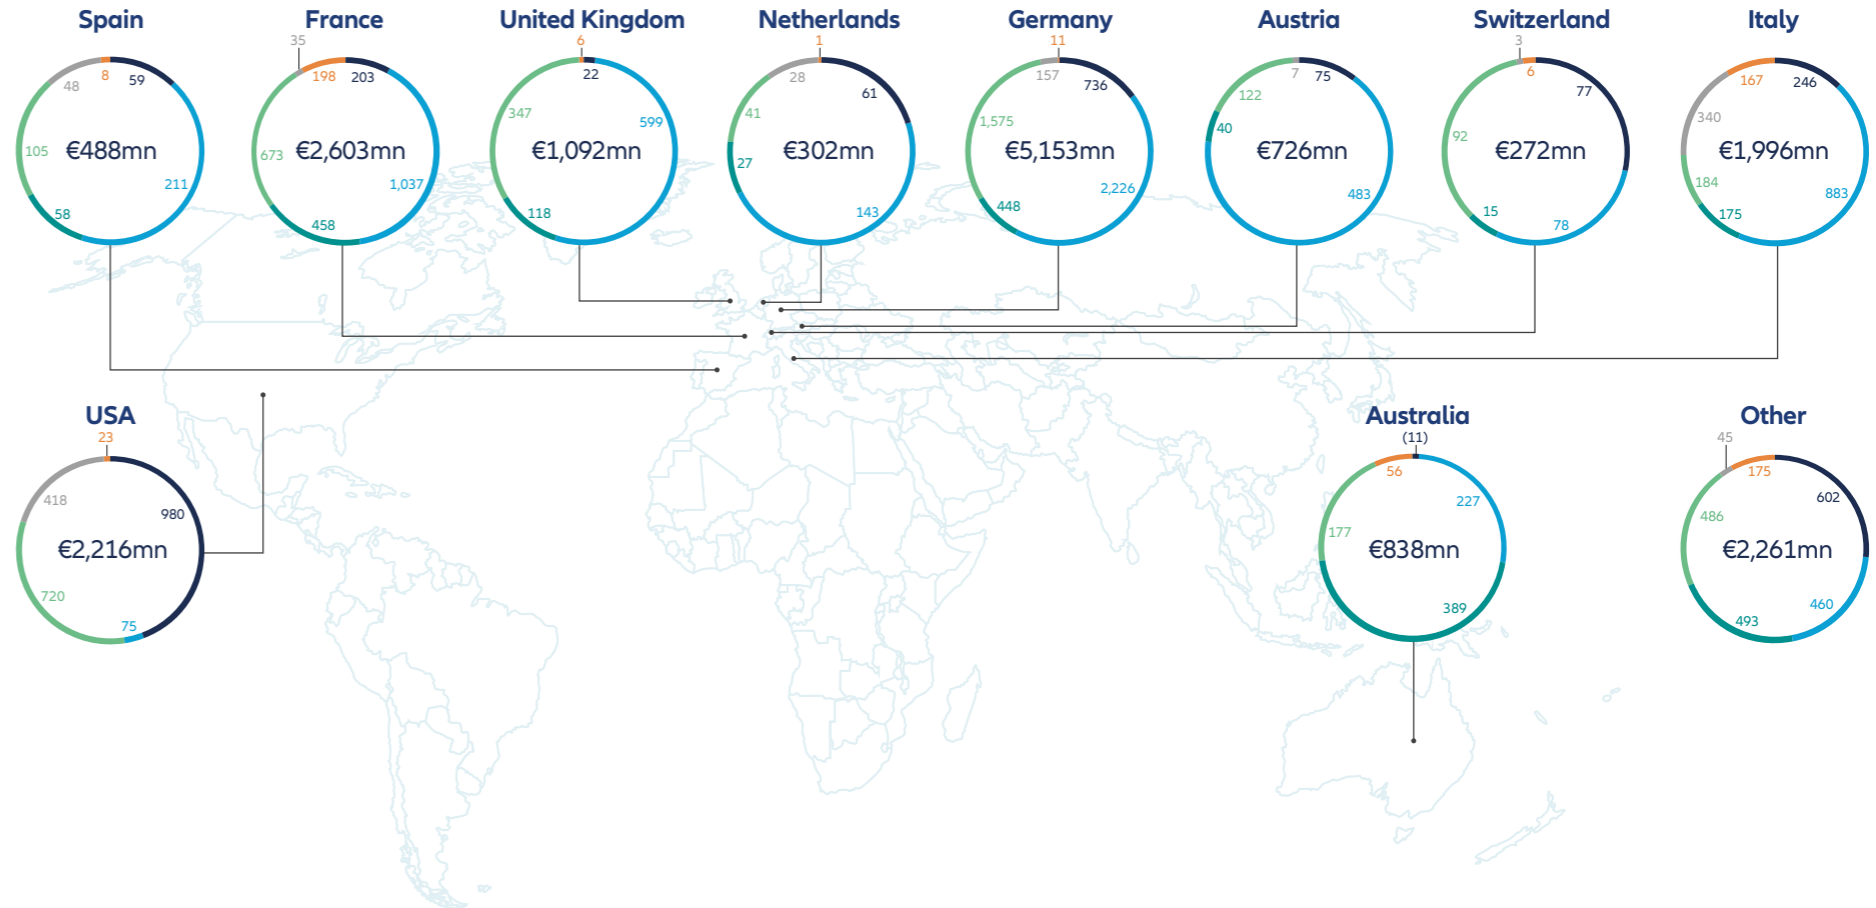 Spain
8
59
48
105
€488mn
211
58
France
35
198
203
673
€2,603mn
1,037
458
United Kingdom
6
22
347
599
€1,092mn
118
Netherlands
1
28
61
41
€302mn
27
143
Germany
11
157
736
1,575
€5,153mn
2,226
448
Austria
7
75
122
40
€726mn
483
Switzerland
3
6
77
92
€272mn
15
78
Italy
167
246
340
€1,996mn
184
883
175
USA
23
418
980
€2,216mn
720
75
Australia
(11)
56
227
177
€838mn
389
Other
45
175
602
486
€2,261mn
460
493